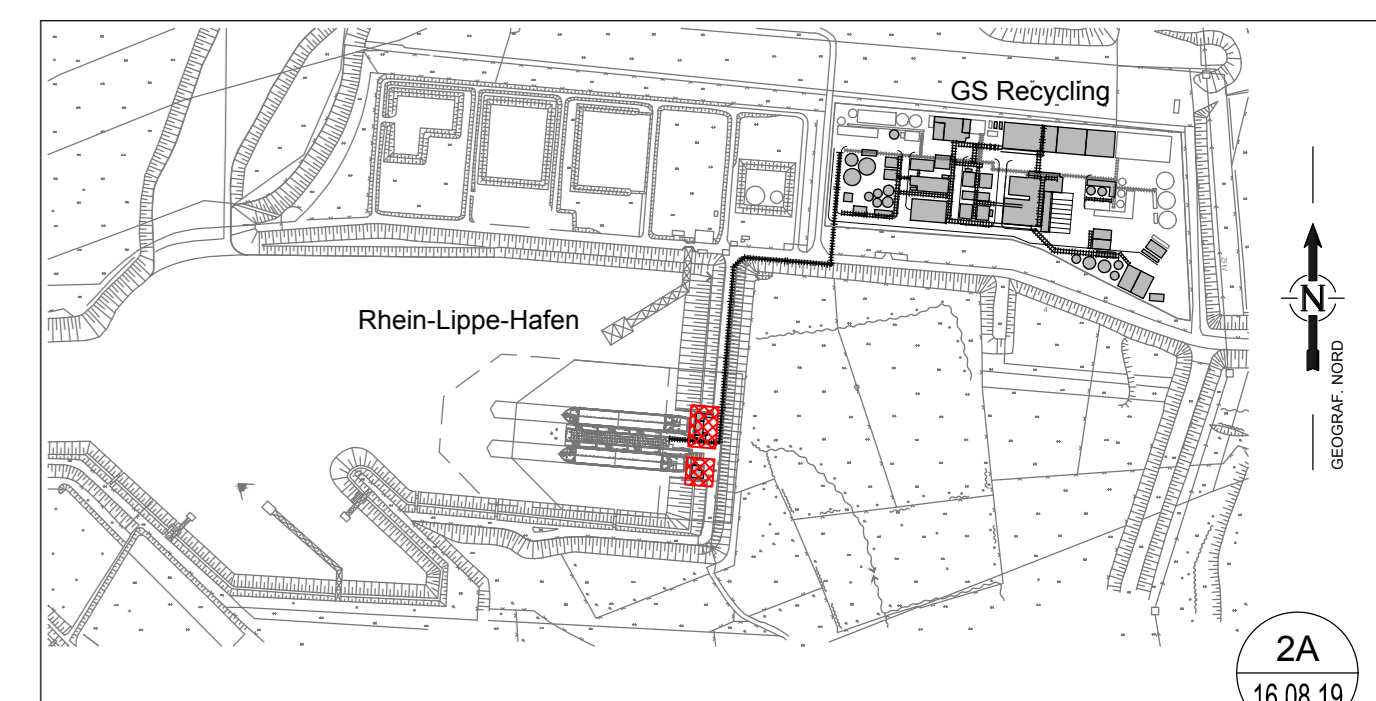 GS Recycling
Rhein-Lippe-Hafen
N
GEOGRAF. NORD
2A
16.08.19